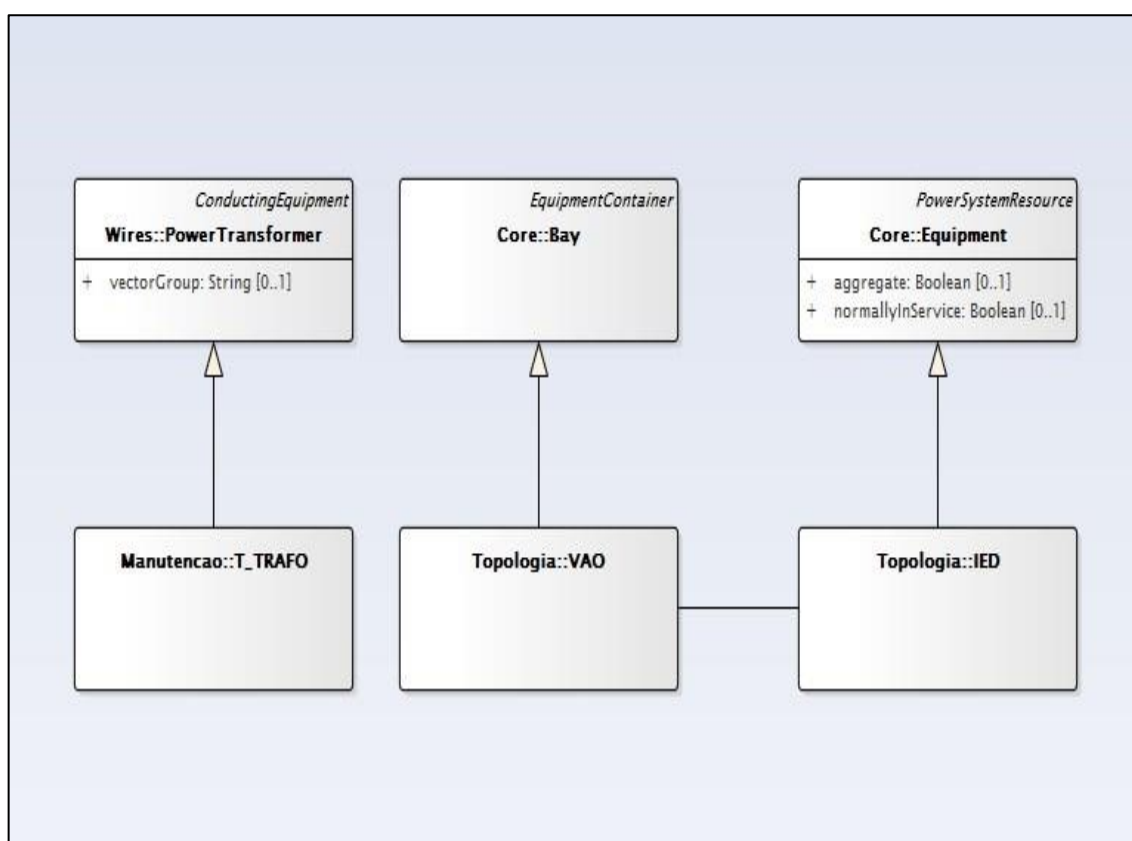 ConductingEquipment
Wires::PowerTransformer
+ vectorGroup: String [0..1]
EquipmentContainer
Core::Bay
PowerSystemResource
Core::Equipment
+ aggregate: Boolean [0..1]
+ normallyInService: Boolean [0..1]
Manutencao::T_TRAFO
Topologia::VAO
Topologia::IED